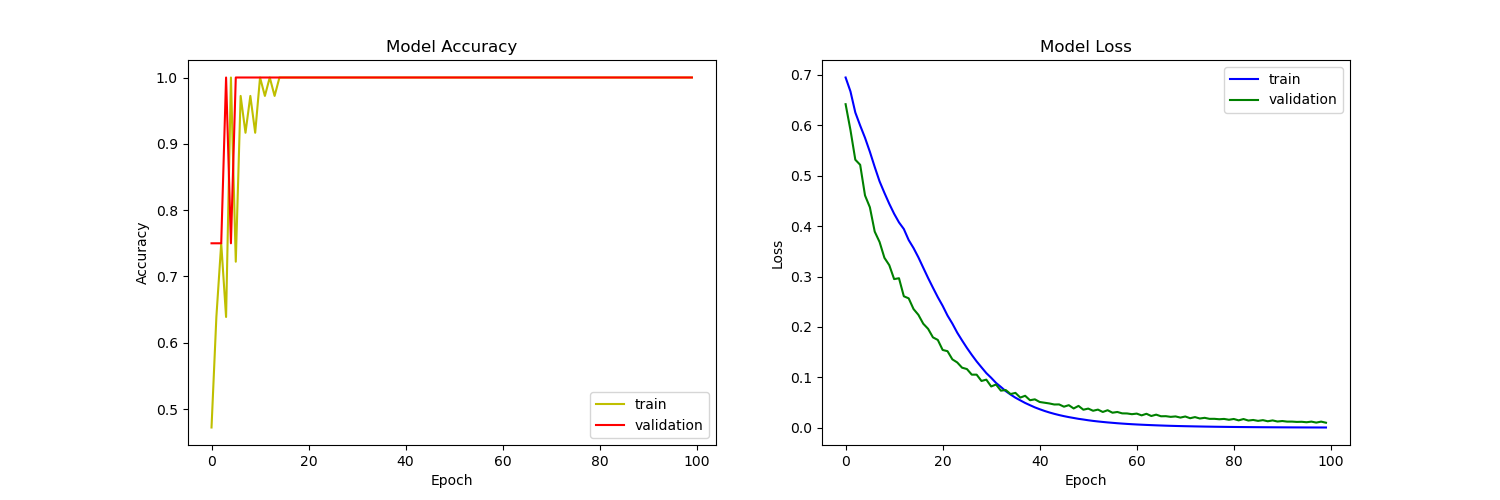 Model Accuracy
Accuracy
1.0
0.9
0.8
0.7
0.6
0.5
train
validation
0 20 40 60 80 100
Epoch
Model Loss
Loss
0.7
0.6
0.5
0.4
0.3
0.2
0.1
0.0
train
validation
0 20 40 60 80 100
Epoch